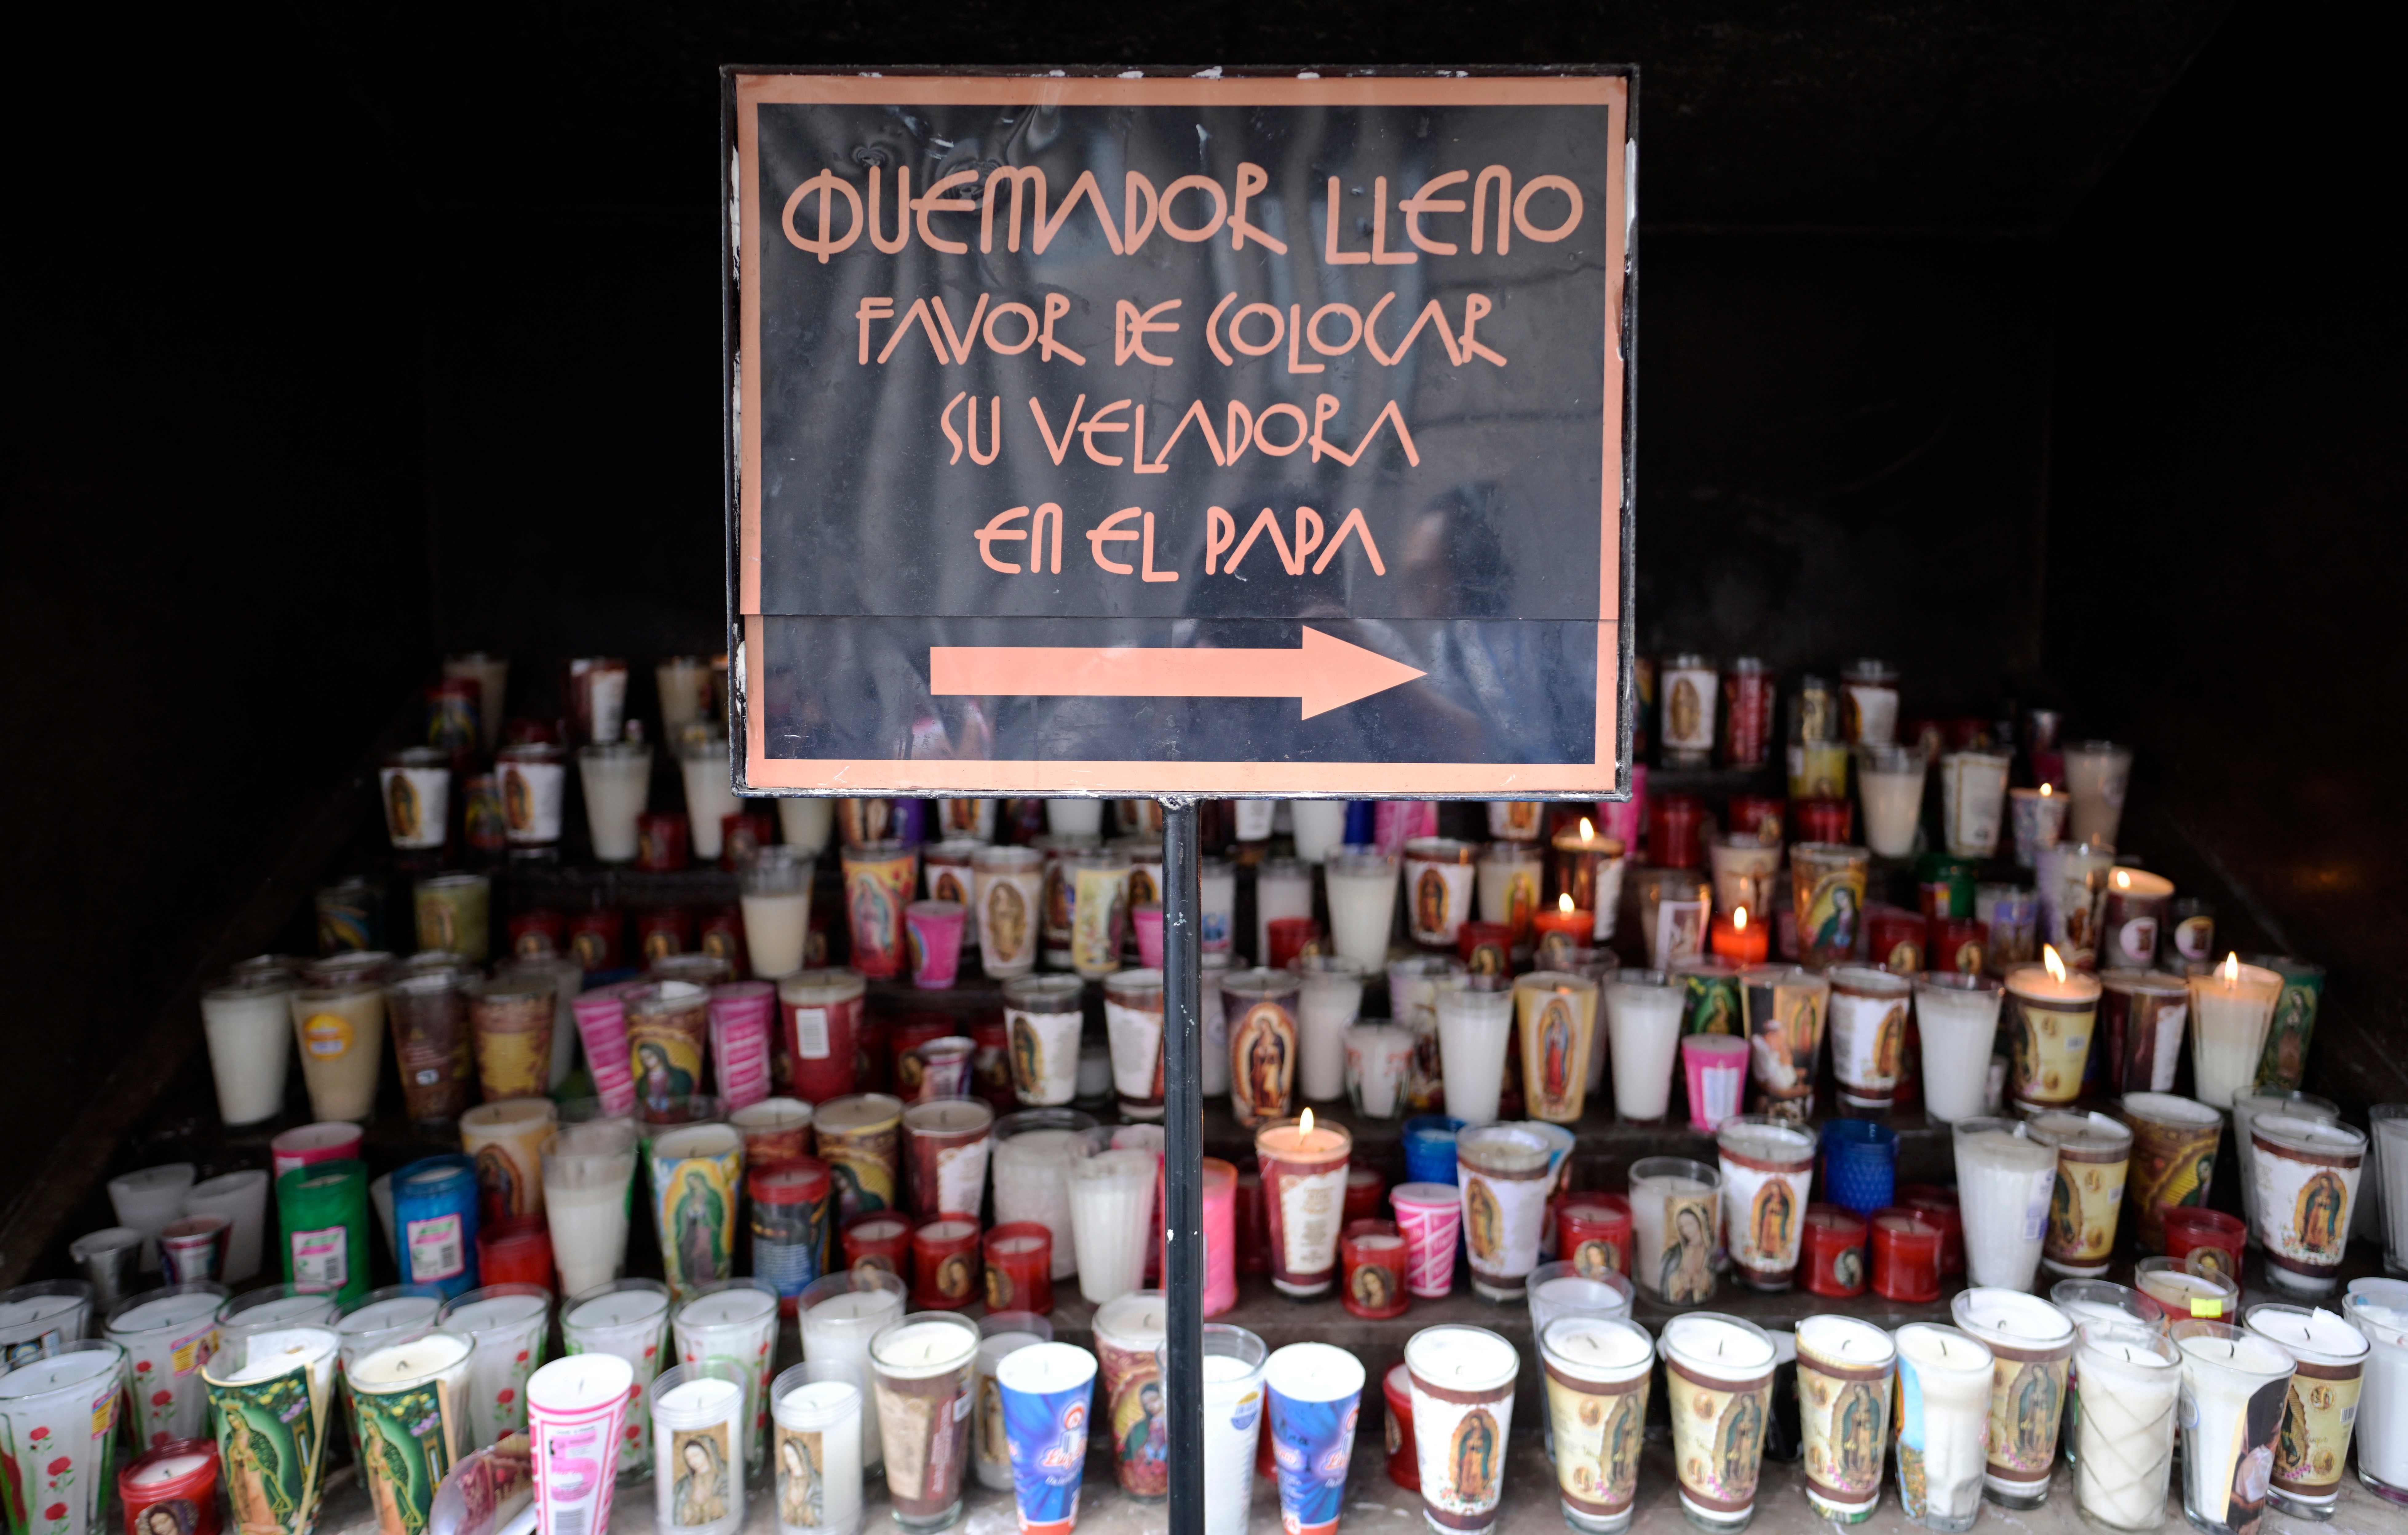 QUEMADOR LLENO
FAVOR DE COLOCAR
SU VELADORA
EN EL PAPA